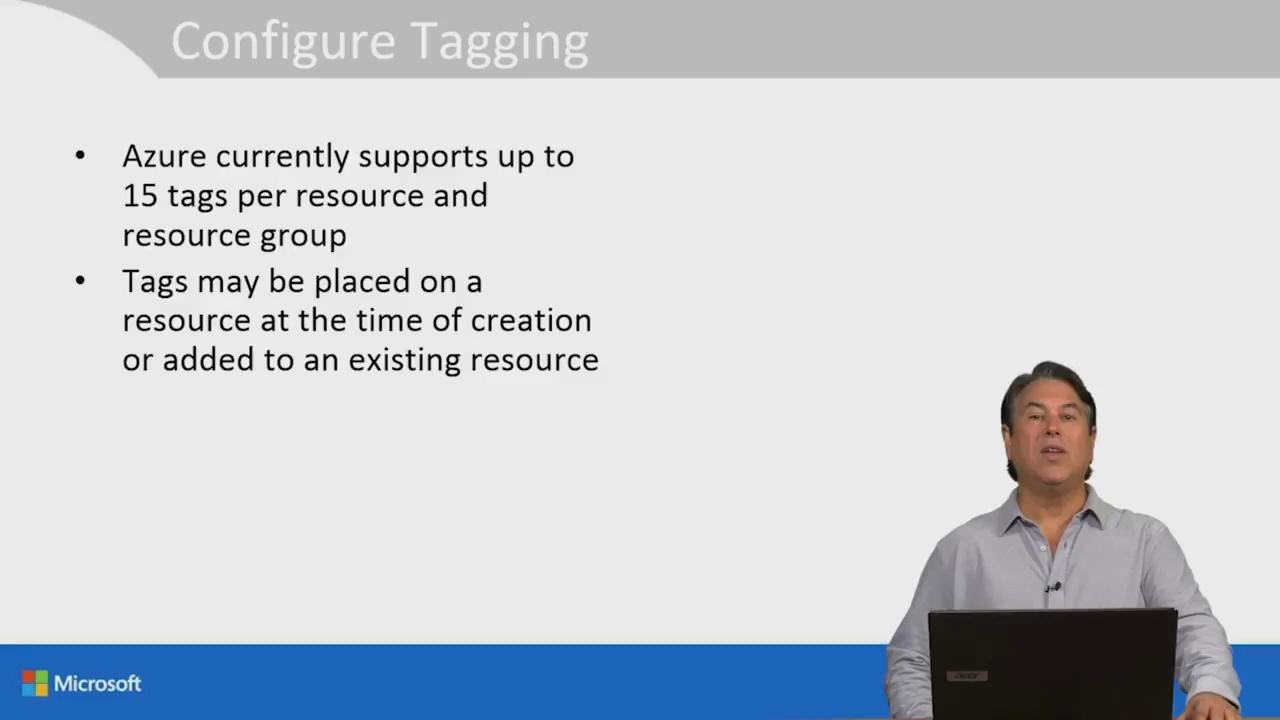 Configure Tagging
• Azure currently supports up to
15 tags per resource and
resource group
• Tags may be placed on a
resource at the time of creation
or added to an existing resource
acer
Microsoft